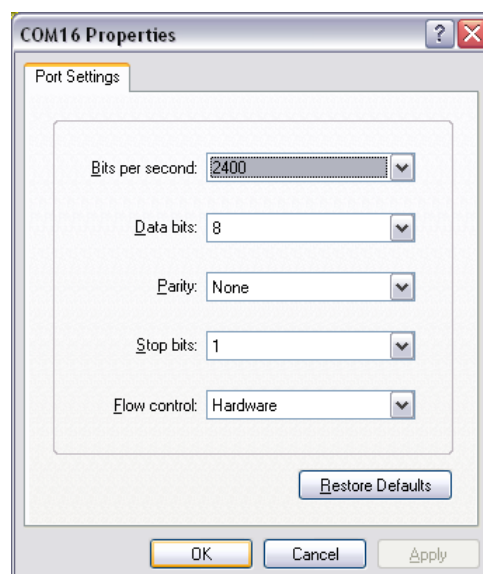 COM16 Properties
Port Settings
Bits per second: 2400
Data bits: 8
Parity: None
Stop bits: 1
Flow control: Hardware
Restore Defaults
OK Cancel Apply